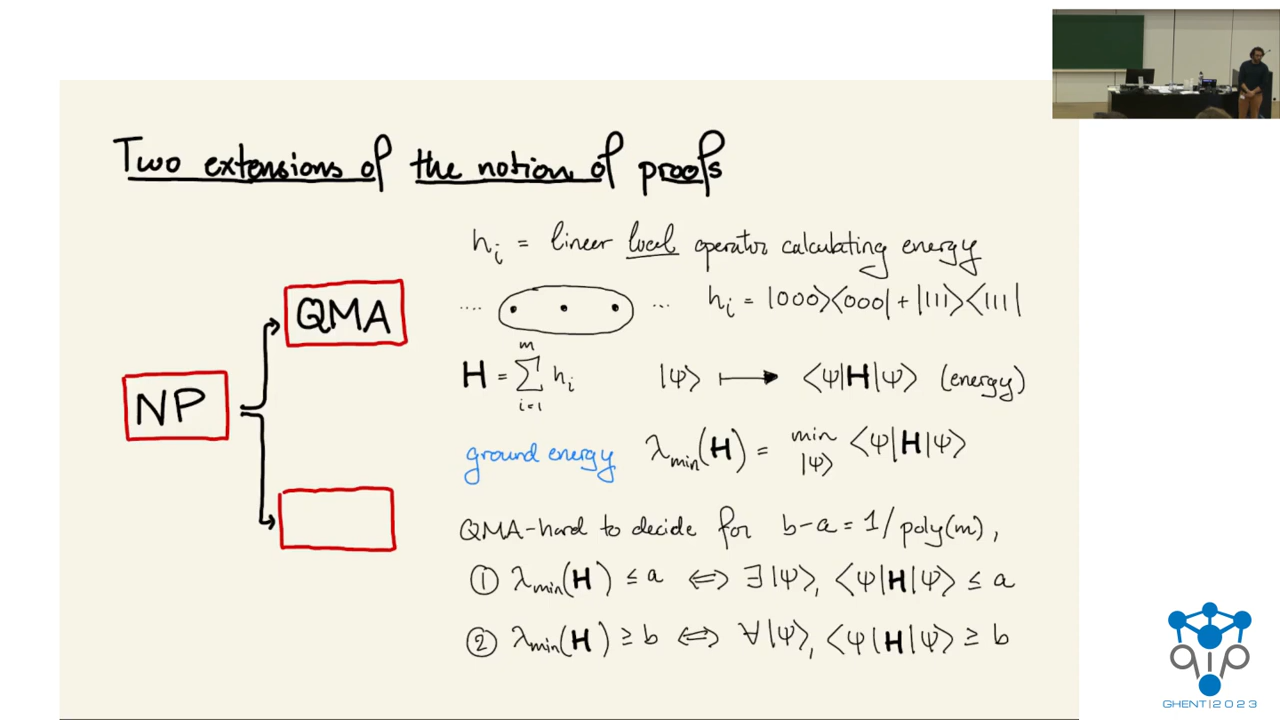 Two extensions of the notion of proofs
hᵢ = linear local operator calculating energy
QMA
.... ... hᵢ = |000⟩⟨000| + |111⟩⟨111|
H = ∑_{i=1}^{m} hᵢ |ψ⟩ ⟼ ⟨ψ|H|ψ⟩ (energy)
NP
ground energy λmin(H) = min_{|ψ⟩} ⟨ψ|H|ψ⟩
QMA-hard to decide for b-a = 1/poly(m),
① λmin(H) ≤ a ⇔ ∃|ψ⟩, ⟨ψ|H|ψ⟩ ≤ a
② λmin(H) ≥ b ⇔ ∀|ψ⟩, ⟨ψ|H|ψ⟩ ≥ b
qip
GHENT|2023